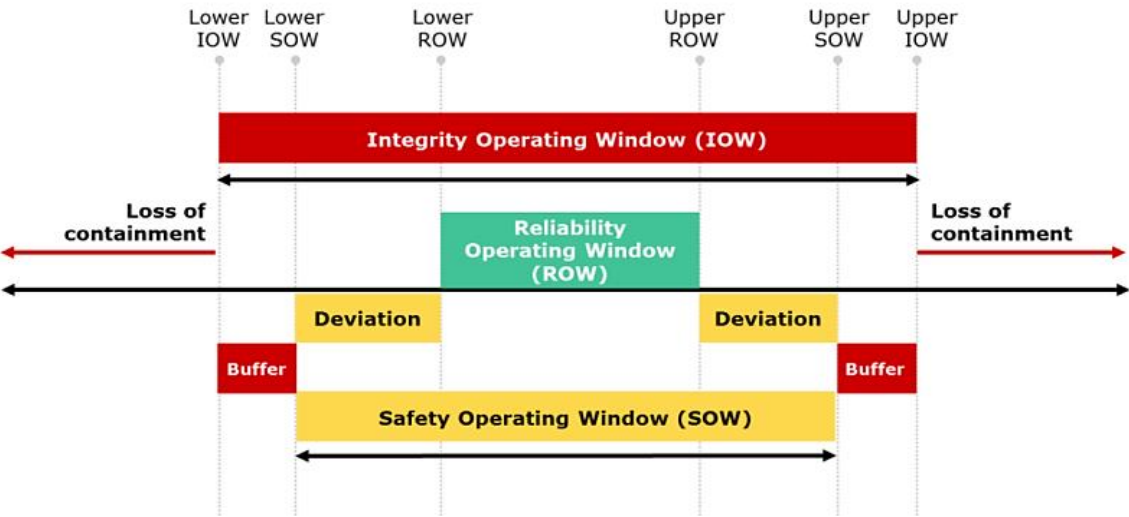 Lower
IOW
Lower
SOW
Lower
ROW
Upper
ROW
Upper
SOW
Upper
IOW
Integrity Operating Window (IOW)
Loss of
containment
Reliability
Operating Window
(ROW)
Loss of
containment
Deviation
Deviation
Buffer
Buffer
Safety Operating Window (SOW)